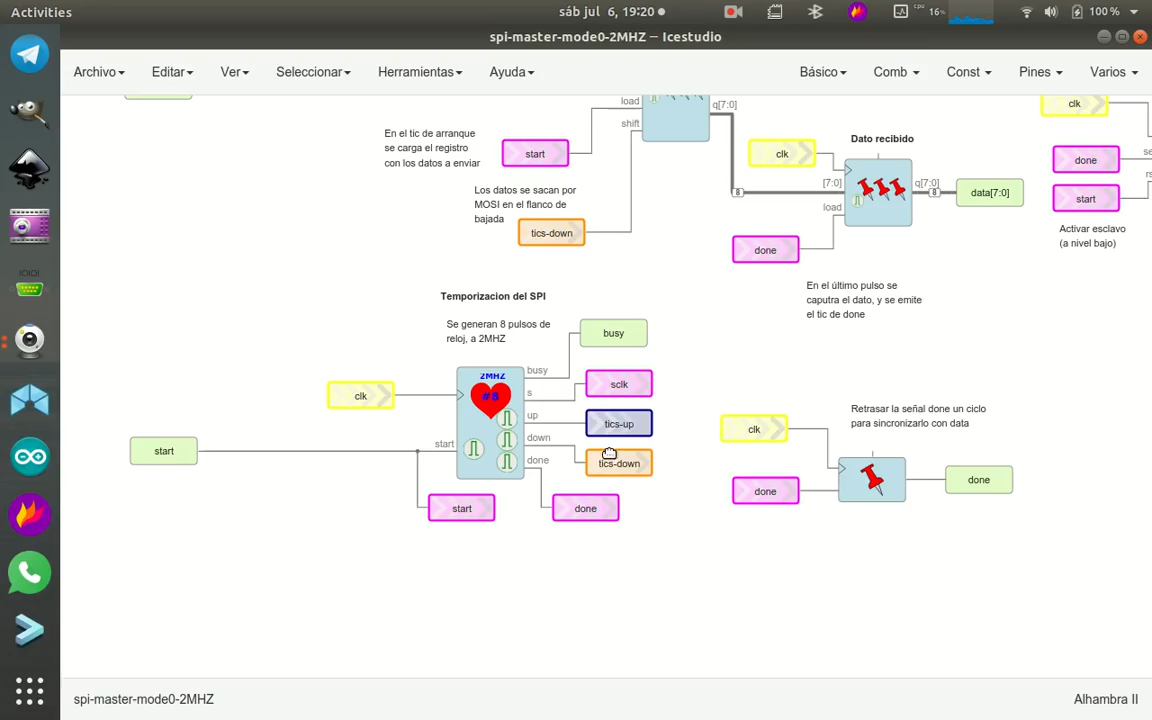 Activities
sáb jul 6, 19:20
cpu
16%
100 %
spi-master-mode0-2MHZ – Icestudio
Archivo
Editar
Ver
Seleccionar
Herramientas
Ayuda
Básico
Comb
Const
Pines
Varios
load
shift
q[7:0]
En el tic de arranque
se carga el registro
con los datos a enviar
start
Los datos se sacan por
MOSI en el flanco de
bajada
tics-down
clk
Dato recibido
8
[7:0]
load
q[7:0]
8
data[7:0]
done
En el último pulso se
caputra el dato, y se emite
el tic de done
clk
done
start
Activar esclavo
(a nivel bajo)
Temporizacion del SPI
Se generan 8 pulsos de
reloj, a 2MHZ
clk
start
start
2MHZ
#8
start
busy
s
up
down
done
busy
sclk
tics-up
tics-down
done
Retrasar la señal done un ciclo
para sincronizarlo con data
clk
done
done
spi-master-mode0-2MHZ
Alhambra II